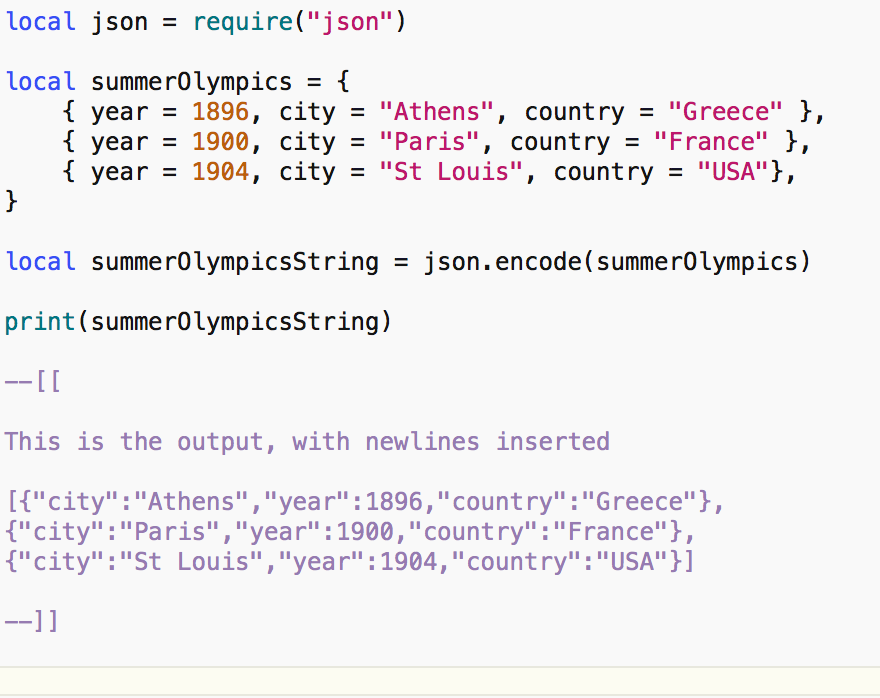 local json = require("json")
local summerOlympics = {
{ year = 1896, city = "Athens", country = "Greece" },
{ year = 1900, city = "Paris", country = "France" },
{ year = 1904, city = "St Louis", country = "USA"},
}
local summerOlympicsString = json.encode(summerOlympics)
print(summerOlympicsString)
--[[
This is the output, with newlines inserted
[{"city":"Athens","year":1896,"country":"Greece"},
{"city":"Paris","year":1900,"country":"France"},
{"city":"St Louis","year":1904,"country":"USA"}]
--]]